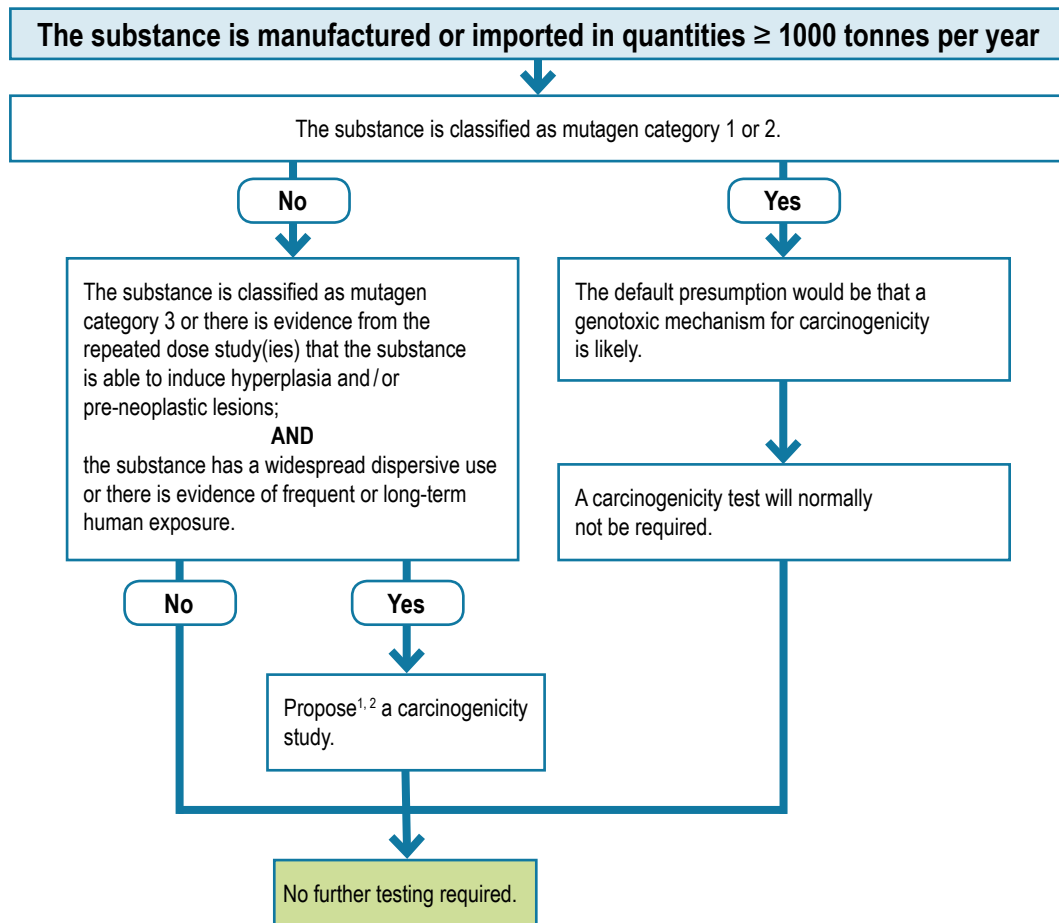 The substance is manufactured or imported in quantities ≥ 1000 tonnes per year
The substance is classified as mutagen category 1 or 2.
No
Yes
The substance is classified as mutagen
category 3 or there is evidence from the
repeated dose study(ies) that the substance
is able to induce hyperplasia and/or
pre-neoplastic lesions;
AND
the substance has a widespread dispersive use
or there is evidence of frequent or long-term
human exposure.
The default presumption would be that a
genotoxic mechanism for carcinogenicity
is likely.
A carcinogenicity test will normally
not be required.
No
Yes
Propose1, 2 a carcinogenicity
study.
No further testing required.